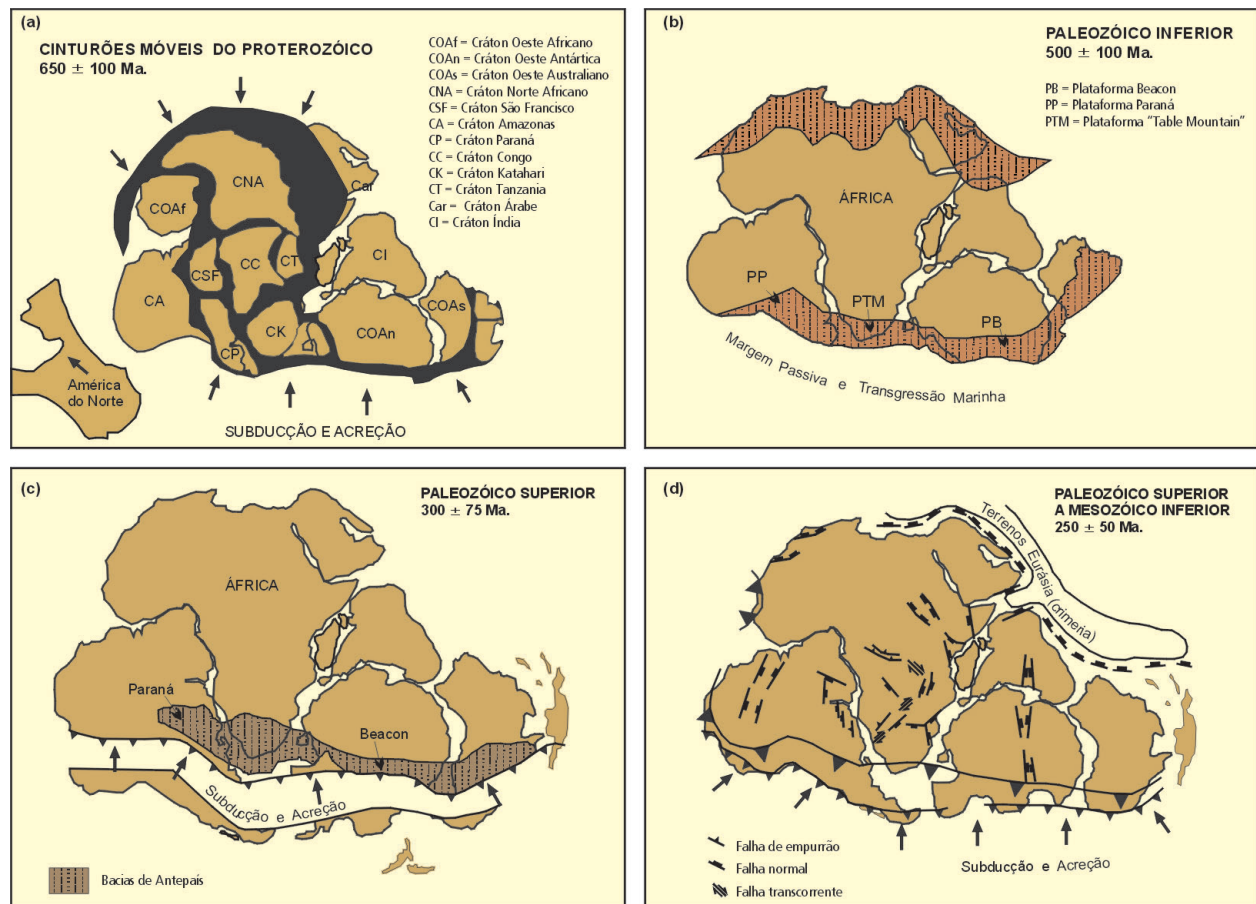 (a)
CINTURÕES MÓVEIS DO PROTEROZÓICO
650 ± 100 Ma.
COAf = Cráton Oeste Africano
COAn = Cráton Oeste Antártica
COAs = Cráton Oeste Australiano
CNA = Cráton Norte Africano
CSF = Cráton São Francisco
CA = Cráton Amazonas
CP = Cráton Paraná
CC = Cráton Congo
CK = Cráton Katahari
CT = Cráton Tanzania
Car = Cráton Árabe
CI = Cráton Índia
CNA
Car
COAf
CSF
CC
CT
CI
CA
CK
COAn
COAs
CP
América
do Norte
SUBDUCÇÃO E ACREÇÃO
(b)
PALEOZÓICO INFERIOR
500 ± 100 Ma.
PB = Plataforma Beacon
PP = Plataforma Paraná
PTM = Plataforma "Table Mountain"
ÁFRICA
PP
PTM
PB
Margem Passiva e Transgressão Marinha
(c)
PALEOZÓICO SUPERIOR
300 ± 75 Ma.
ÁFRICA
Paraná
Beacon
Subducção e Acreção
Bacias de Antepaís
(d)
PALEOZÓICO SUPERIOR
A MESOZÓICO INFERIOR
250 ± 50 Ma.
Terrenos Eurásia (crimeria)
Falha de empurrão
Falha normal
Falha transcorrente
Subducção e Acreção